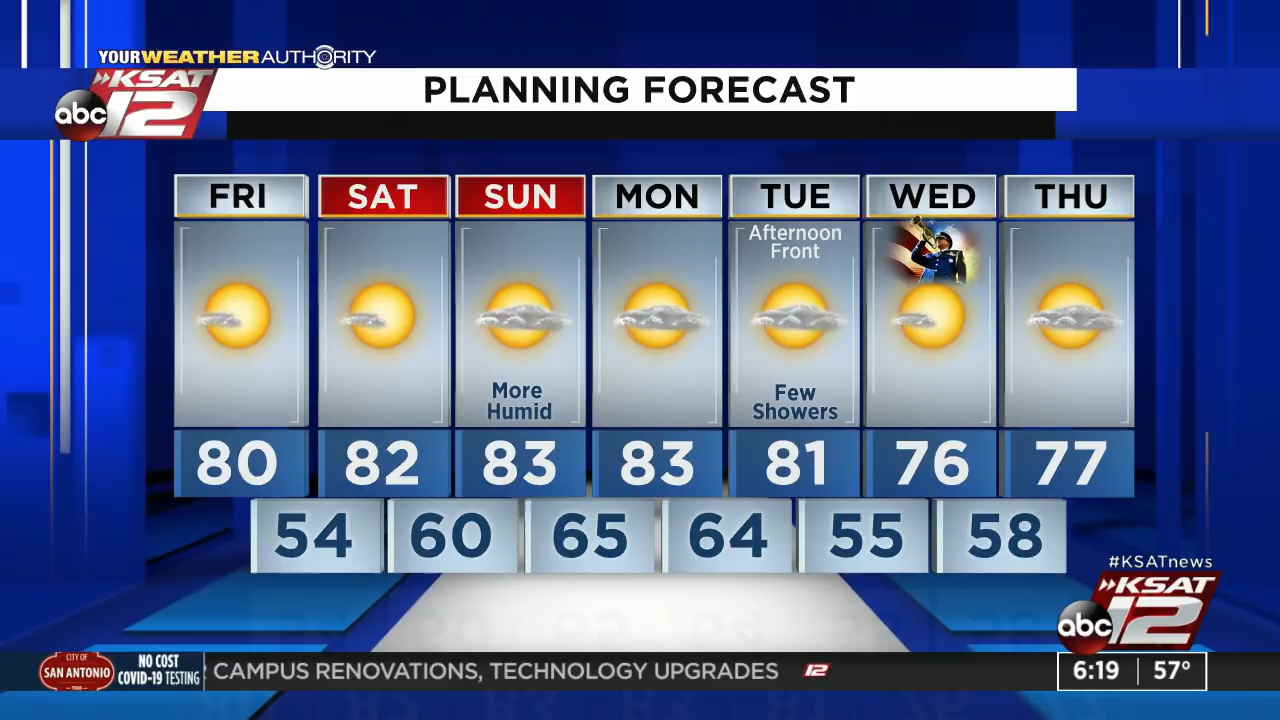 YOURWEATHERAUTHORITY
KSAT
abc 12
PLANNING FORECAST
FRI SAT SUN MON TUE WED THU
Afternoon
Front
More
Humid
Few
Showers
80 82 83 83 81 76 77
54 60 65 64 55 58
#KSATnews
KSAT
abc 12
CITY OF
SAN ANTONIO
TEXAS
NO COST
COVID-19 TESTING
CAMPUS RENOVATIONS, TECHNOLOGY UPGRADES 12
6:19 57°